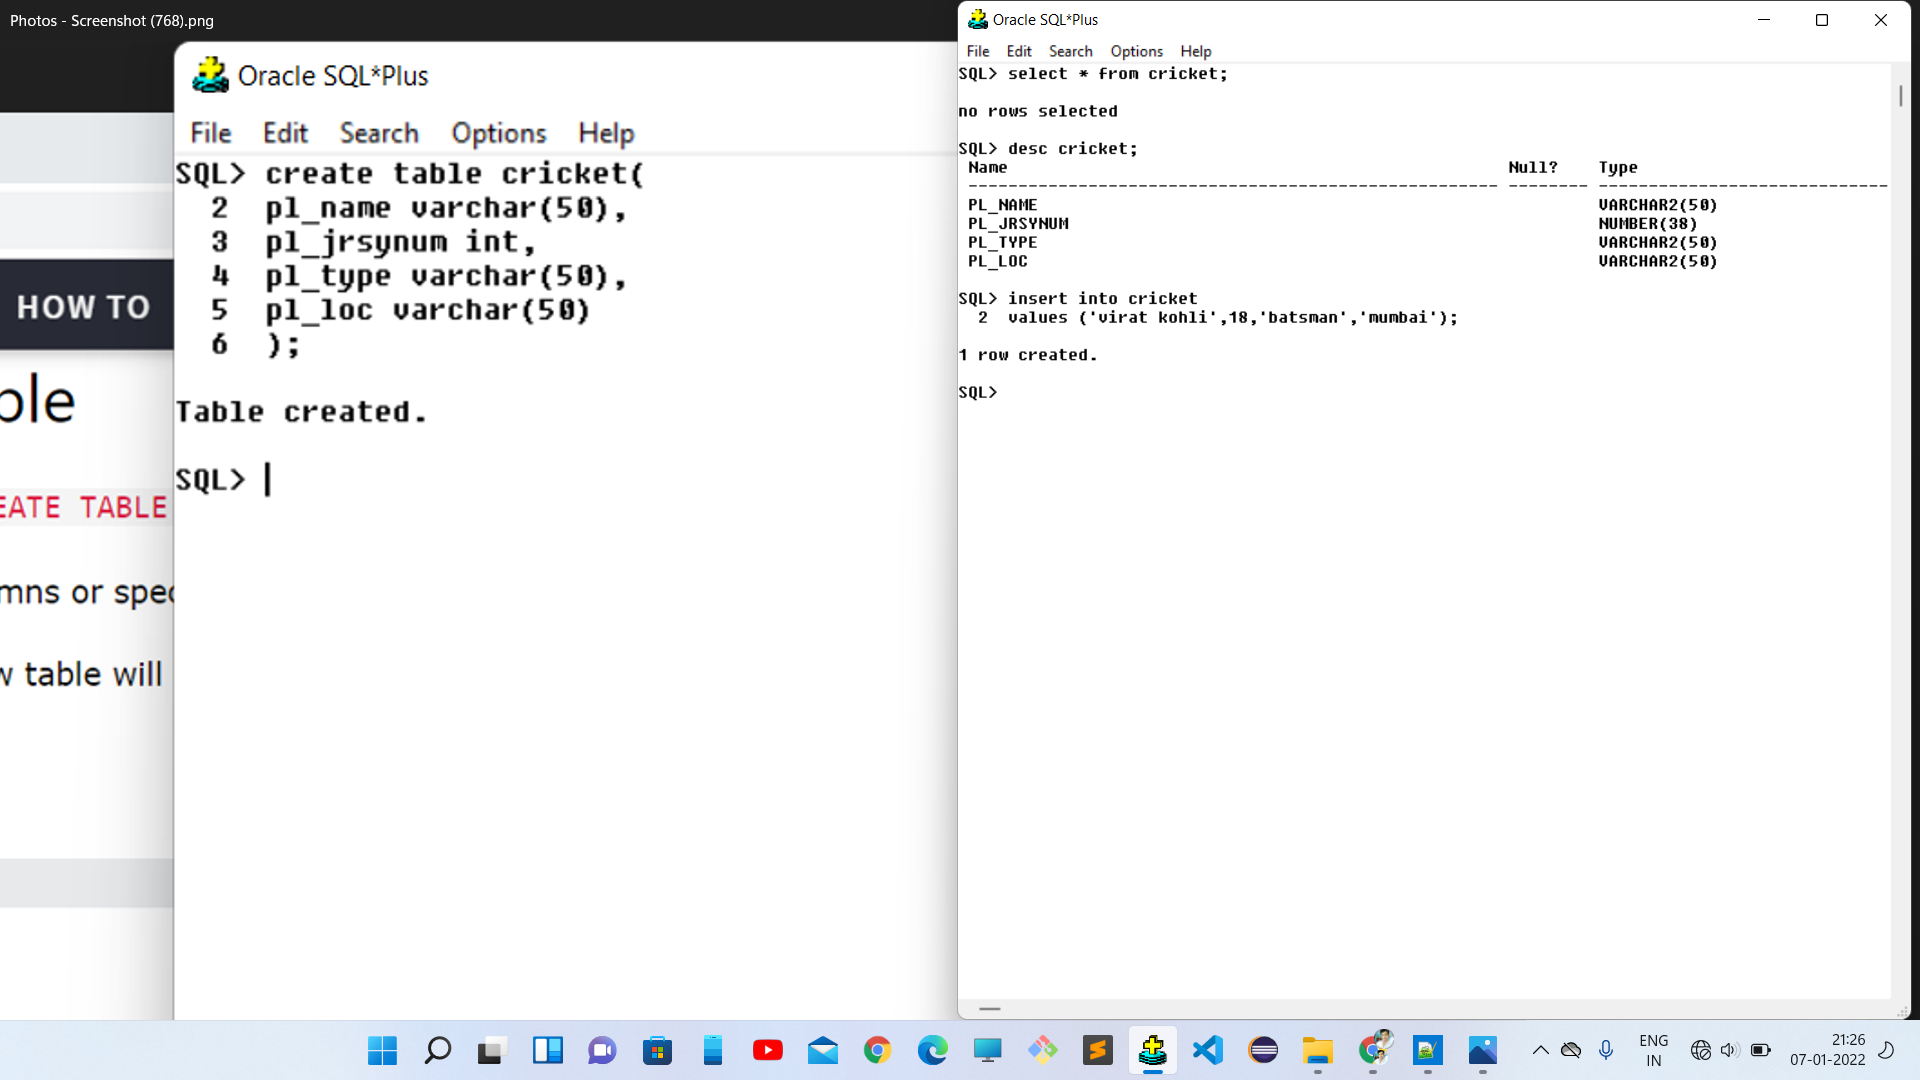 Photos - Screenshot (768).png
HOW TO
ble
EATE TABLE
mns or spec
w table will
Oracle SQL*Plus
File Edit Search Options Help
SQL> create table cricket(
2 pl_name varchar(50),
3 pl_jrsynum int,
4 pl_type varchar(50),
5 pl_loc varchar(50)
6 );
Table created.
SQL>
Oracle SQL*Plus
File Edit Search Options Help
SQL> select * from cricket;
no rows selected
SQL> desc cricket;
Name Null? Type
----------------------------------------------------- -------- -----------------------------
PL_NAME VARCHAR2(50)
PL_JRSYNUM NUMBER(38)
PL_TYPE VARCHAR2(50)
PL_LOC VARCHAR2(50)
SQL> insert into cricket
2 values ('virat kohli',18,'batsman','mumbai');
1 row created.
SQL>
ENG
IN
21:26
07-01-2022